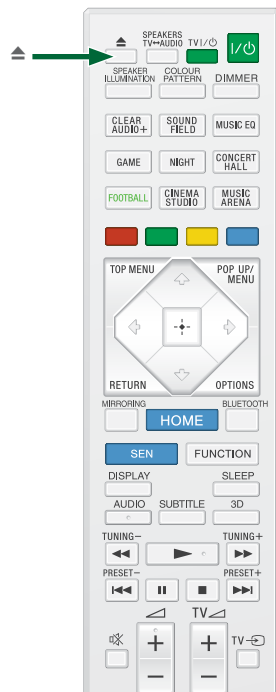 SPEAKERS
TV↔AUDIO
TV I/⏻
I/⏻
SPEAKER
ILLUMINATION
COLOUR
PATTERN
DIMMER
CLEAR
AUDIO+
SOUND
FIELD
MUSIC EQ
GAME
NIGHT
CONCERT
HALL
FOOTBALL
CINEMA
STUDIO
MUSIC
ARENA
TOP MENU
POP UP/
MENU
RETURN
OPTIONS
MIRRORING
BLUETOOTH
HOME
SEN
FUNCTION
DISPLAY
SLEEP
AUDIO
SUBTITLE
3D
TUNING–
TUNING+
PRESET–
PRESET+
TV
+
+
TV
–
–